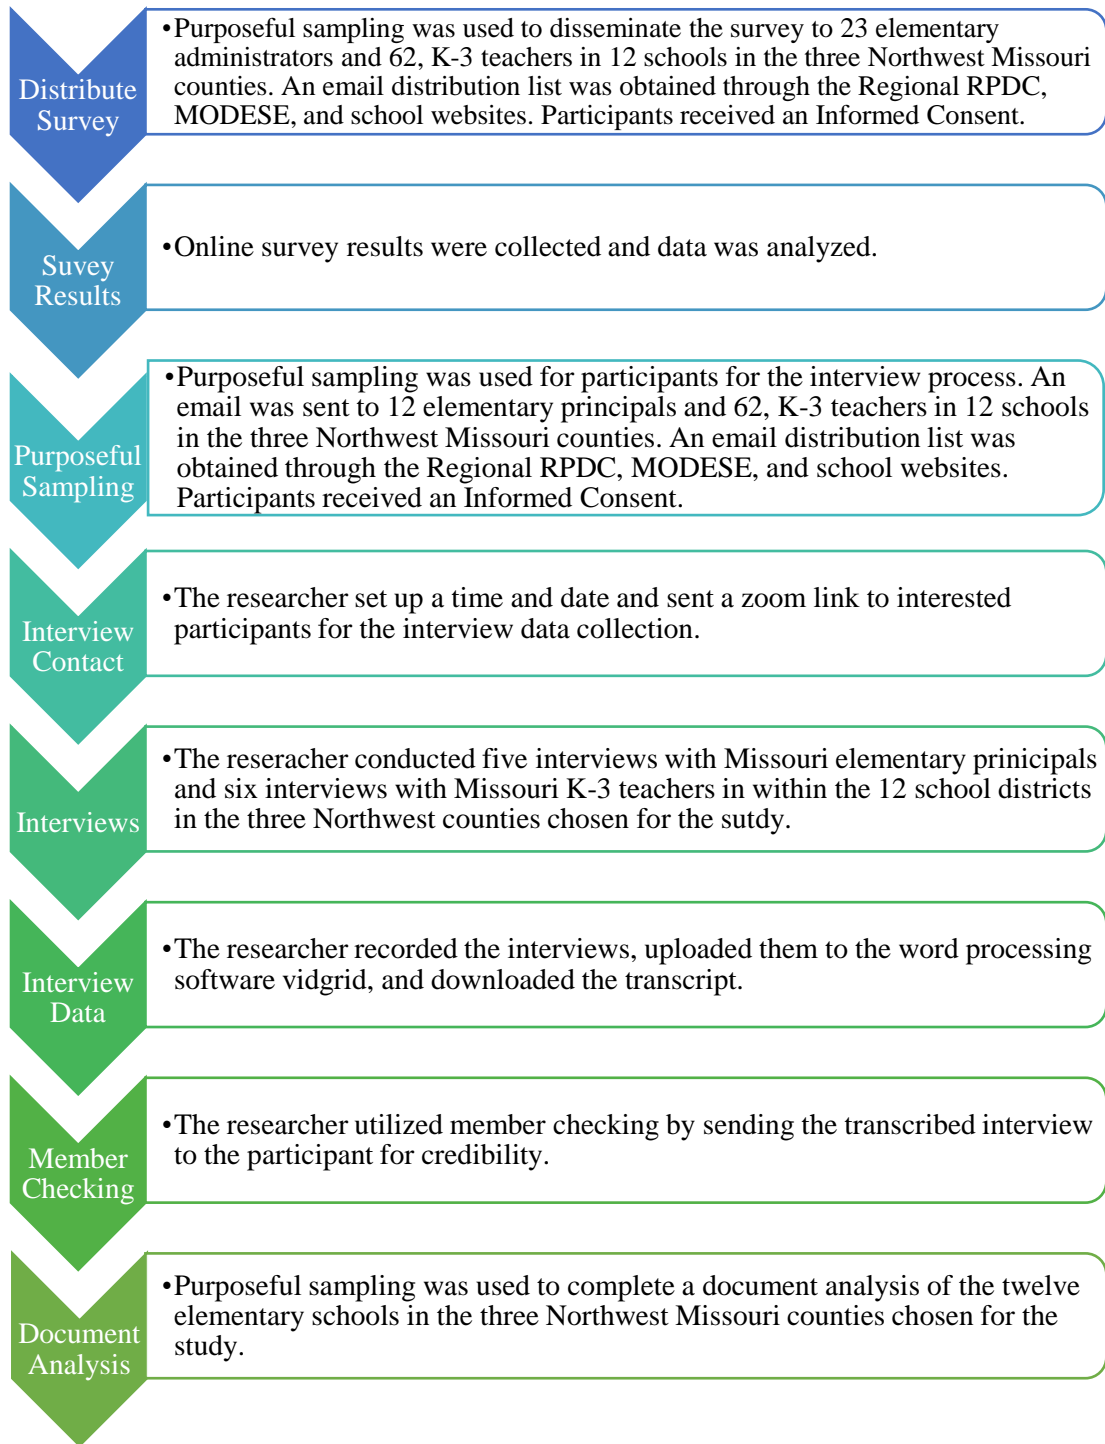 Distribute
Survey
•Purposeful sampling was used to disseminate the survey to 23 elementary
administrators and 62, K-3 teachers in 12 schools in the three Northwest Missouri
counties. An email distribution list was obtained through the Regional RPDC,
MODESE, and school websites. Participants received an Informed Consent.
Suvey
Results
•Online survey results were collected and data was analyzed.
Purposeful
Sampling
•Purposeful sampling was used for participants for the interview process. An
email was sent to 12 elementary principals and 62, K-3 teachers in 12 schools
in the three Northwest Missouri counties. An email distribution list was
obtained through the Regional RPDC, MODESE, and school websites.
Participants received an Informed Consent.
Interview
Contact
•The researcher set up a time and date and sent a zoom link to interested
participants for the interview data collection.
Interviews
•The reseracher conducted five interviews with Missouri elementary prinicipals
and six interviews with Missouri K-3 teachers in within the 12 school districts
in the three Northwest counties chosen for the sutdy.
Interview
Data
•The researcher recorded the interviews, uploaded them to the word processing
software vidgrid, and downloaded the transcript.
Member
Checking
•The researcher utilized member checking by sending the transcribed interview
to the participant for credibility.
Document
Analysis
•Purposeful sampling was used to complete a document analysis of the twelve
elementary schools in the three Northwest Missouri counties chosen for the
study.